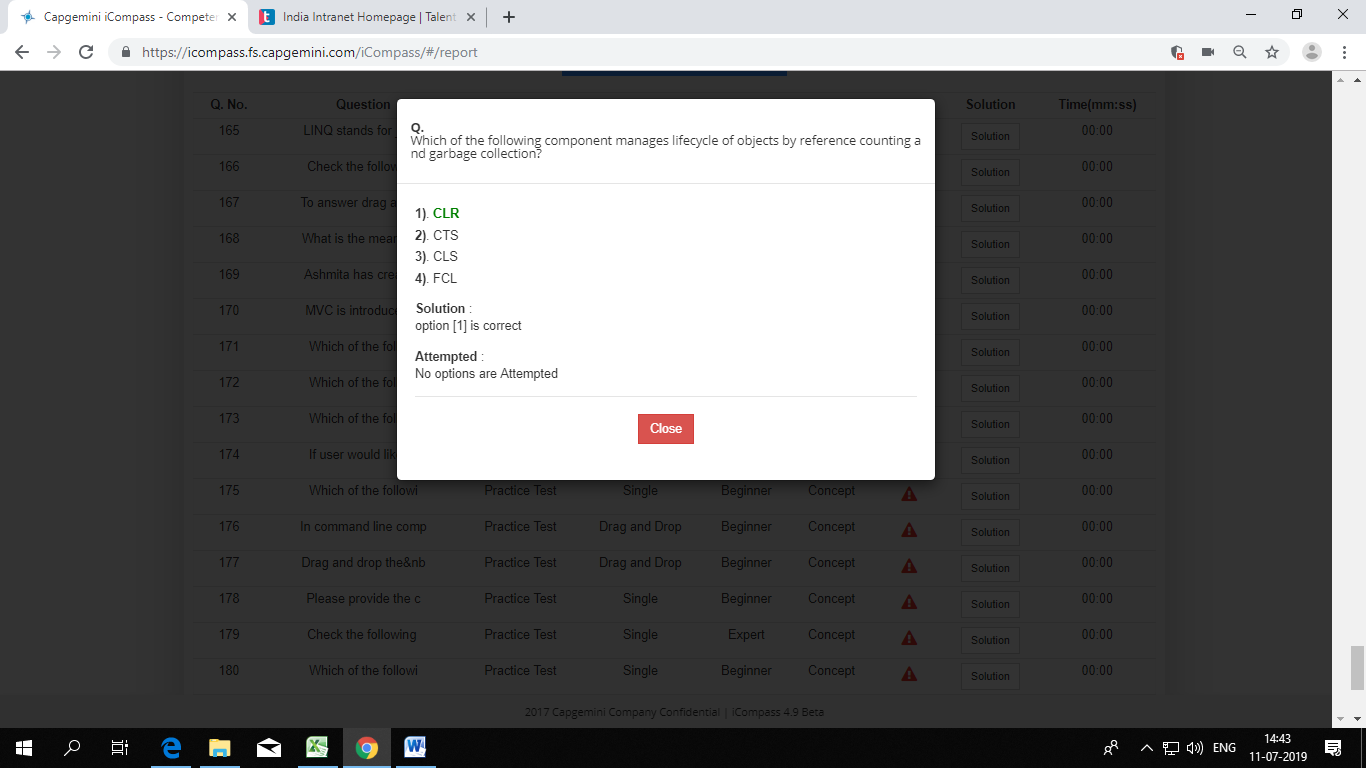 Capgemini iCompass - Competen
India Intranet Homepage | Talent
https://icompass.fs.capgemini.com/iCompass/#/report
Q. No. Question Solution Time(mm:ss)
Q.
Which of the following component manages lifecycle of objects by reference counting a
nd garbage collection?
1). CLR
2). CTS
3). CLS
4). FCL
Solution :
option [1] is correct
Attempted :
No options are Attempted
Close
165 LINQ stands for Solution 00:00
166 Check the follow Solution 00:00
167 To answer drag a Solution 00:00
168 What is the mean Solution 00:00
169 Ashmita has crea Solution 00:00
170 MVC is introduce Solution 00:00
171 Which of the fol Solution 00:00
172 Which of the fol Solution 00:00
173 Which of the fol Solution 00:00
174 If user would lik Solution 00:00
175 Which of the followi Practice Test Single Beginner Concept Solution 00:00
176 In command line comp Practice Test Drag and Drop Beginner Concept Solution 00:00
177 Drag and drop the&nb Practice Test Drag and Drop Beginner Concept Solution 00:00
178 Please provide the c Practice Test Single Beginner Concept Solution 00:00
179 Check the following Practice Test Single Expert Concept Solution 00:00
180 Which of the followi Practice Test Single Beginner Concept Solution 00:00
2017 Capgemini Company Confidential | iCompass 4.9 Beta
ENG
14:43
11-07-2019